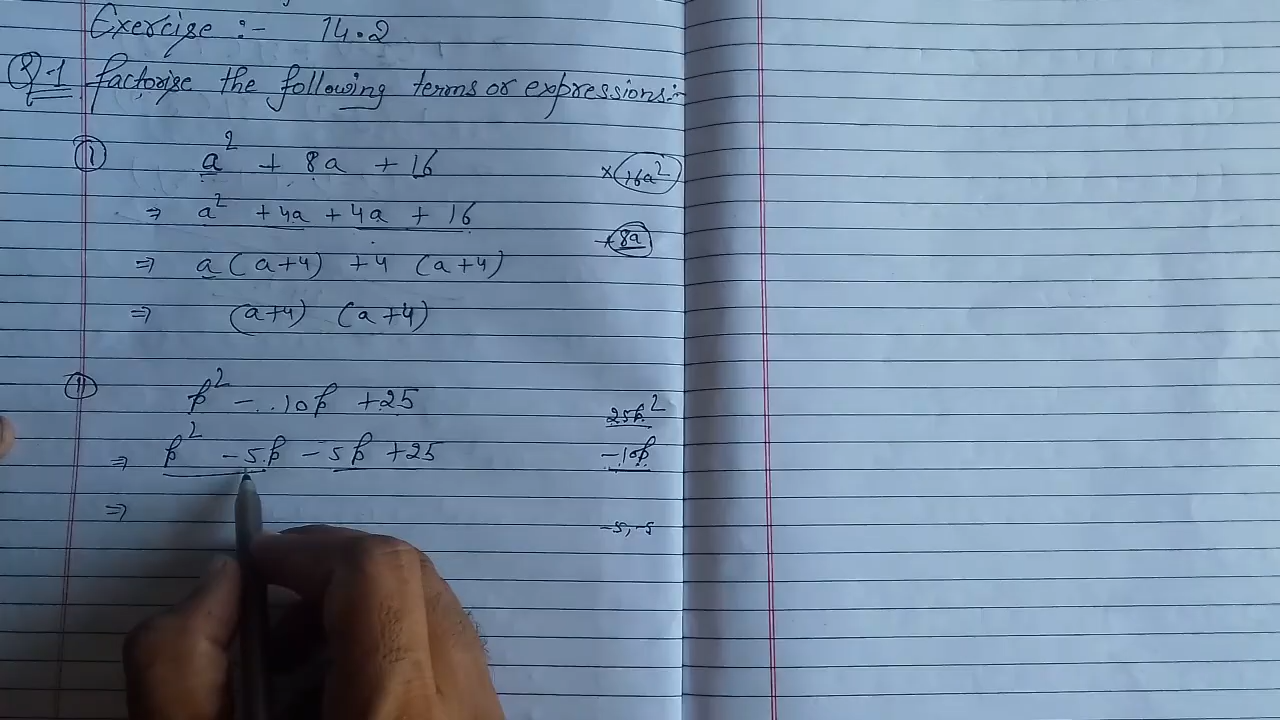 Exercise :- 14.2
Q.1 factorise the following terms or expressions:-
(i) a² + 8a + 16
×16a²
⇒ a² + 4a + 4a + 16
+8a
⇒ a (a+4) + 4 (a+4)
⇒ (a+4) (a+4)
(ii) p² - 10p + 25
25p²
⇒ p² - 5p - 5p + 25
-10p
⇒
-5, -5